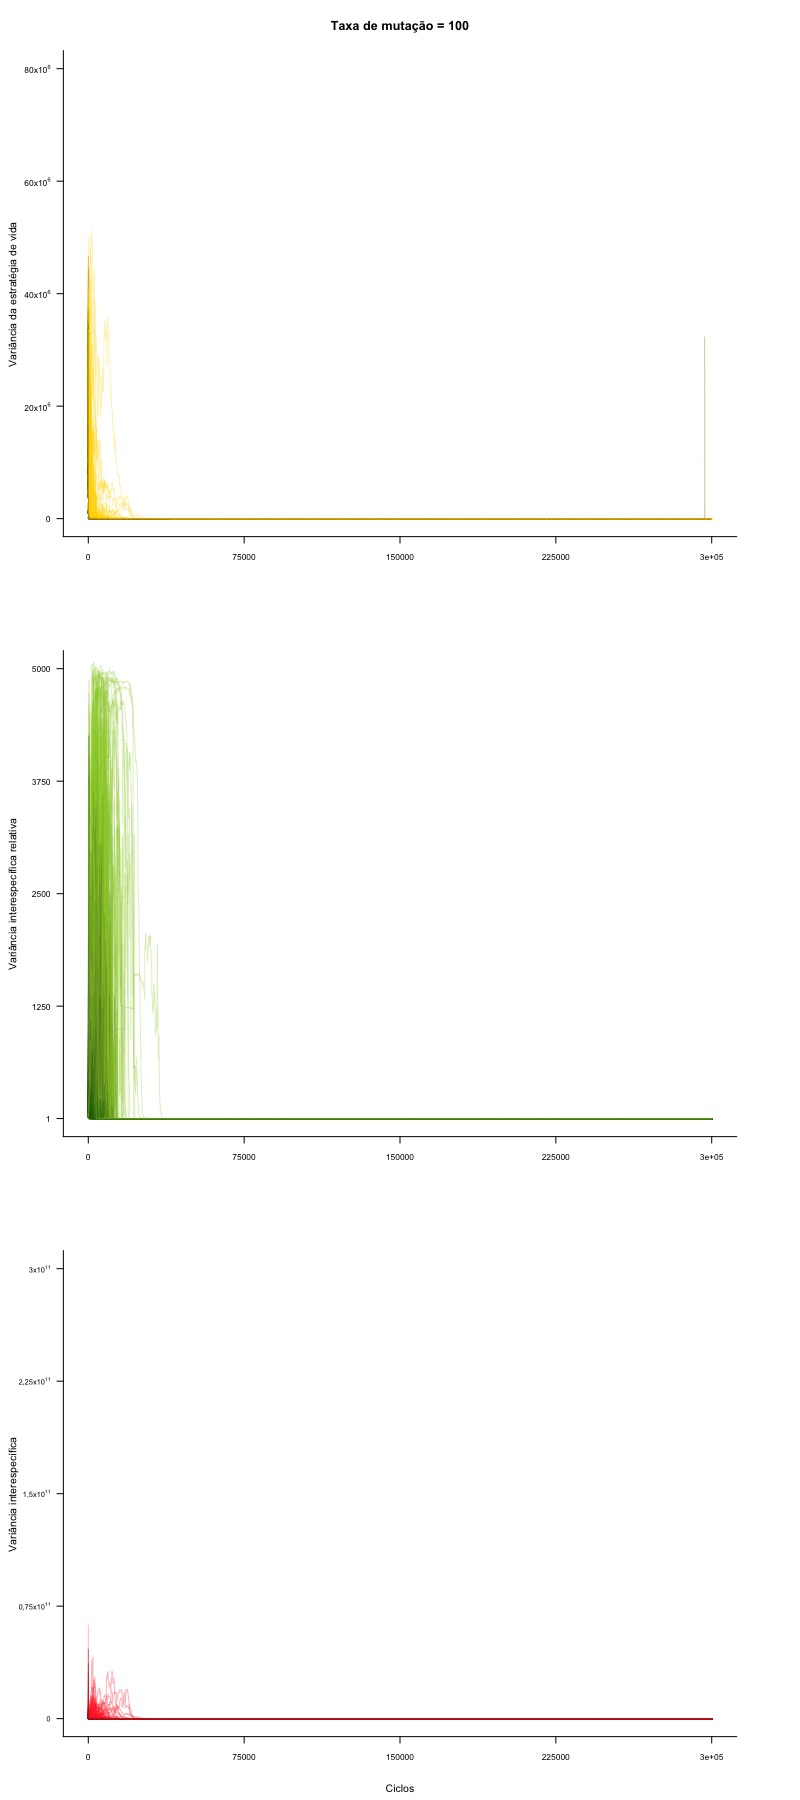 Taxa de mutação = 100
Variância da estratégia de vida
80x10⁶
60x10⁶
40x10⁶
20x10⁶
0
0 75000 150000 225000 3e+05
Variância interespecífica relativa
5000
3750
2500
1250
1
0 75000 150000 225000 3e+05
Variância interespecífica
3x10¹¹
2,25x10¹¹
1,5x10¹¹
0,75x10¹¹
0
0 75000 150000 225000 3e+05
Ciclos